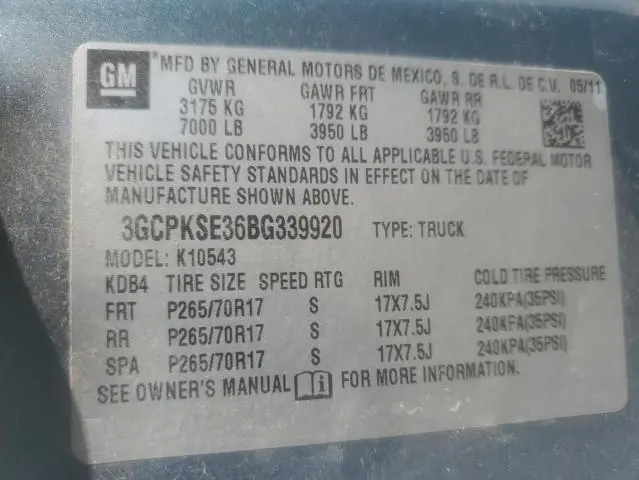 GM
*MFD BY GENERAL MOTORS DE MEXICO, S. DE R.L. DE C.V. 05/11
GVWR GAWR FRT GAWR RR
3175 KG 1792 KG 1792 KG
7000 LB 3950 LB 3950 LB
THIS VEHICLE CONFORMS TO ALL APPLICABLE U.S. FEDERAL MOTOR
VEHICLE SAFETY STANDARDS IN EFFECT ON THE DATE OF
MANUFACTURE SHOWN ABOVE.
3GCPKSE36BG339920 TYPE: TRUCK
MODEL: K10543
KDB4 TIRE SIZE SPEED RTG RIM COLD TIRE PRESSURE
FRT P265/70R17 S 17X7.5J 240KPA(35PSI)
RR P265/70R17 S 17X7.5J 240KPA(35PSI)
SPA P265/70R17 S 17X7.5J 240KPA(35PSI)
SEE OWNER'S MANUAL FOR MORE INFORMATION.